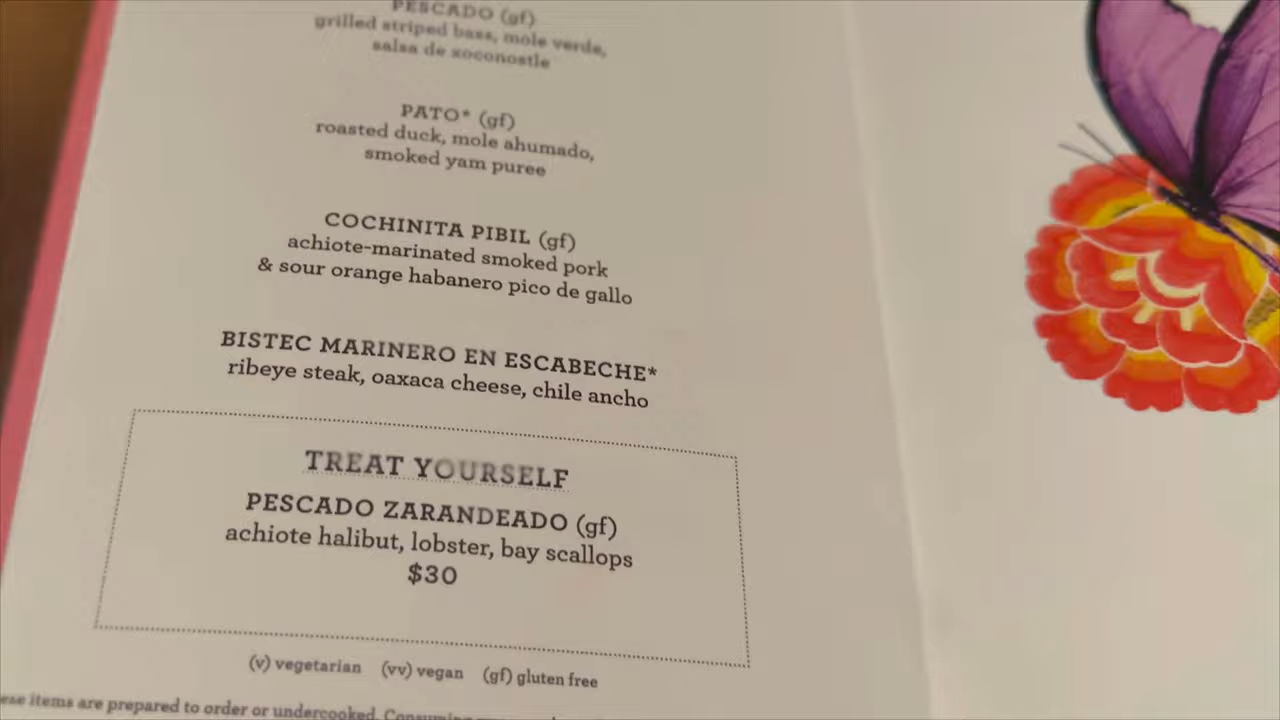 PESCADO (gf)
grilled striped bass, mole verde,
salsa de xoconostle
PATO* (gf)
roasted duck, mole ahumado,
smoked yam puree
COCHINITA PIBIL (gf)
achiote-marinated smoked pork
& sour orange habanero pico de gallo
BISTEC MARINERO EN ESCABECHE*
ribeye steak, oaxaca cheese, chile ancho
TREAT YOURSELF
PESCADO ZARANDEADO (gf)
achiote halibut, lobster, bay scallops
$30
(v) vegetarian (vv) vegan (gf) gluten free
items are prepared to order or undercooked. Consuming